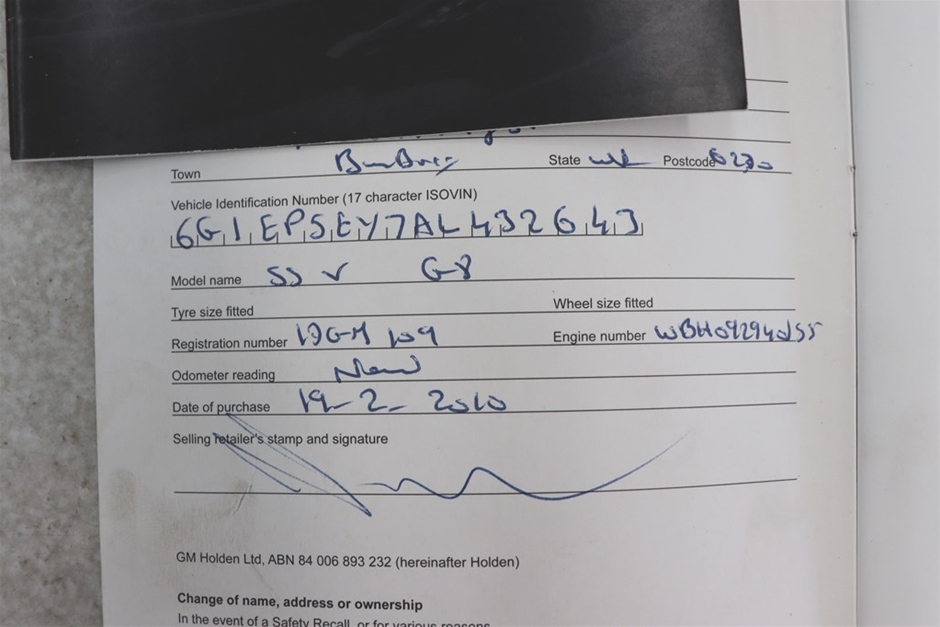 Town Bunbury State WA Postcode 6230
Vehicle Identification Number (17 character ISOVIN)
6G1EP5EY7AL432643
Model name SS V G8
Tyre size fitted Wheel size fitted
Registration number 1DGM 109 Engine number
Odometer reading New
Date of purchase 19-2-2010
Selling retailer's stamp and signature
GM Holden Ltd, ABN 84 006 893 232 (hereinafter Holden)
Change of name, address or ownership
In the event of a Safety Recall, or for various reasons